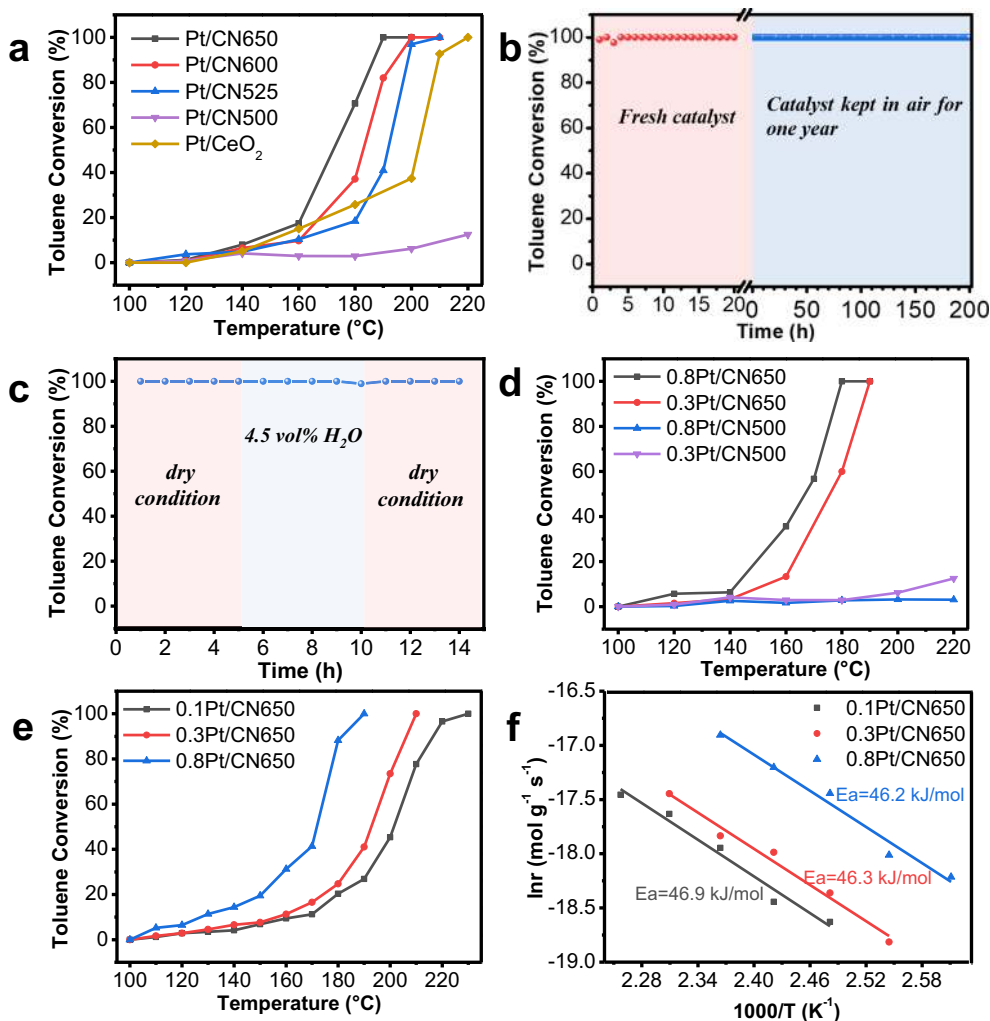 a
Toluene Conversion (%)
100
80
60
40
20
0
Pt/CN650
Pt/CN600
Pt/CN525
Pt/CN500
Pt/CeO₂
100 120 140 160 180 200 220
Temperature (°C)
b
Toluene Conversion (%)
100
80
60
40
20
0
Fresh catalyst
Catalyst kept in air for
one year
0 5 10 15 20 0 50 100 150 200
Time (h)
c
Toluene Conversion (%)
100
80
60
40
20
0
4.5 vol% H₂O
dry
condition
dry
condition
0 2 4 6 8 10 12 14
Time (h)
d
Toluene Conversion (%)
100
80
60
40
20
0
0.8Pt/CN650
0.3Pt/CN650
0.8Pt/CN500
0.3Pt/CN500
100 120 140 160 180 200 220
Temperature (°C)
e
Toluene Conversion (%)
100
80
60
40
20
0
0.1Pt/CN650
0.3Pt/CN650
0.8Pt/CN650
100 120 140 160 180 200 220
Temperature (°C)
f
lnr (mol g⁻¹ s⁻¹)
-16.5
-17.0
-17.5
-18.0
-18.5
-19.0
0.1Pt/CN650
0.3Pt/CN650
0.8Pt/CN650
Ea=46.2 kJ/mol
Ea=46.3 kJ/mol
Ea=46.9 kJ/mol
2.28 2.34 2.40 2.46 2.52 2.58
1000/T (K⁻¹)